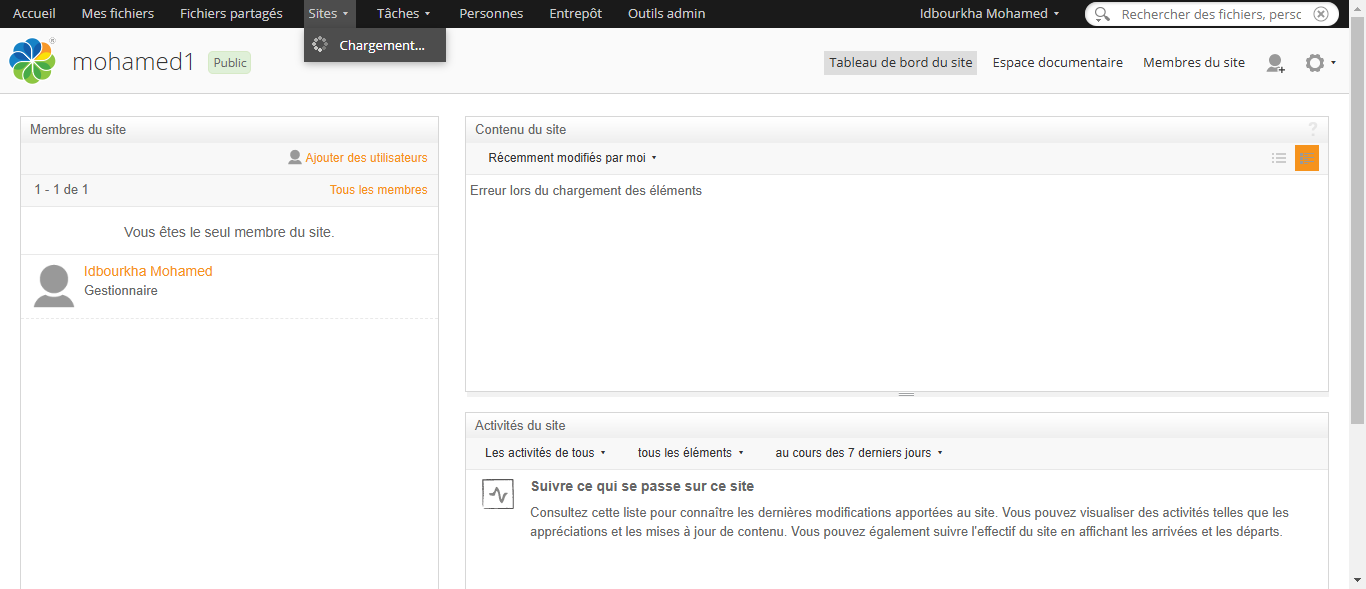 Accueil Mes fichiers Fichiers partagés Sites Tâches Personnes Entrepôt Outils admin Idbourkha Mohamed Rechercher des fichiers, persc
Chargement...
mohamed1 Public Tableau de bord du site Espace documentaire Membres du site
Membres du site
Ajouter des utilisateurs
1 - 1 de 1 Tous les membres
Vous êtes le seul membre du site.
Idbourkha Mohamed
Gestionnaire
Contenu du site ?
Récemment modifiés par moi
Erreur lors du chargement des éléments
Activités du site
Les activités de tous tous les éléments au cours des 7 derniers jours
Suivre ce qui se passe sur ce site
Consultez cette liste pour connaître les dernières modifications apportées au site. Vous pouvez visualiser des activités telles que les
appréciations et les mises à jour de contenu. Vous pouvez également suivre l'effectif du site en affichant les arrivées et les départs.